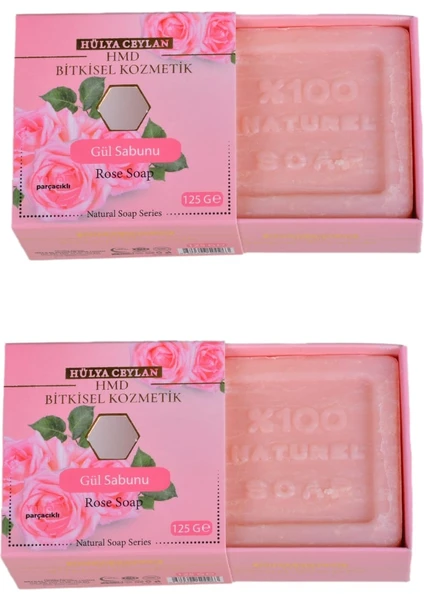 HÜLYA CEYLAN
HMD
BİTKİSEL KOZMETİK
Gül Sabunu
Rose Soap
parçacıklı
125 G℮
Natural Soap Series
X100
NATUREL
SOAP
HÜLYA CEYLAN
HMD
BİTKİSEL KOZMETİK
Gül Sabunu
Rose Soap
parçacıklı
125 G℮
Natural Soap Series
X100
NATUREL
SOAP